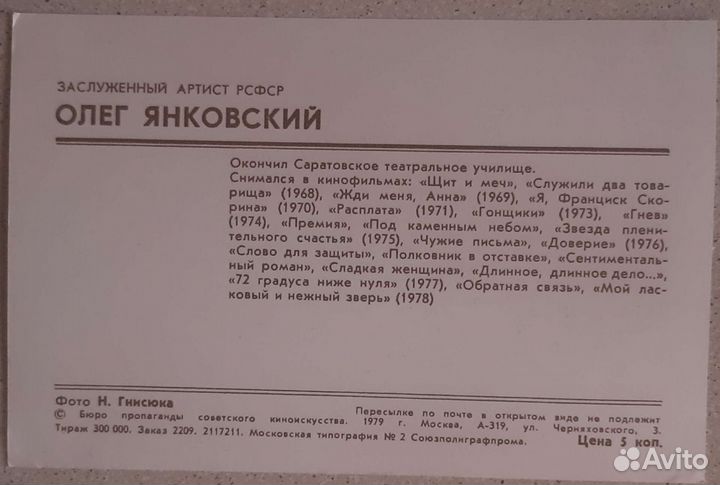 ЗАСЛУЖЕННЫЙ АРТИСТ РСФСР
ОЛЕГ ЯНКОВСКИЙ
Окончил Саратовское театральное училище.
Снимался в кинофильмах: «Щит и меч», «Служили два това-
рища» (1968), «Жди меня, Анна» (1969), «Я, Франциск Ско-
рина» (1970), «Расплата» (1971), «Гонщики» (1973), «Гнев»
(1974), «Премия», «Под каменным небом», «Звезда плени-
тельного счастья» (1975), «Чужие письма», «Доверие» (1976),
«Слово для защиты», «Полковник в отставке», «Сентименталь-
ный роман», «Сладкая женщина», «Длинное, длинное дело...»,
«72 градуса ниже нуля» (1977), «Обратная связь», «Мой лас-
ковый и нежный зверь» (1978)
Фото Н. Гнисюка
Пересылке по почте в открытом виде не подлежит
© Бюро пропаганды советского киноискусства. 1979 г. Москва, А-319, ул. Черняховского, 3.
Тираж 300 000. Заказ 2209. 2117211. Московская типография № 2 Союзполиграфпрома. Цена 5 коп.
Avito